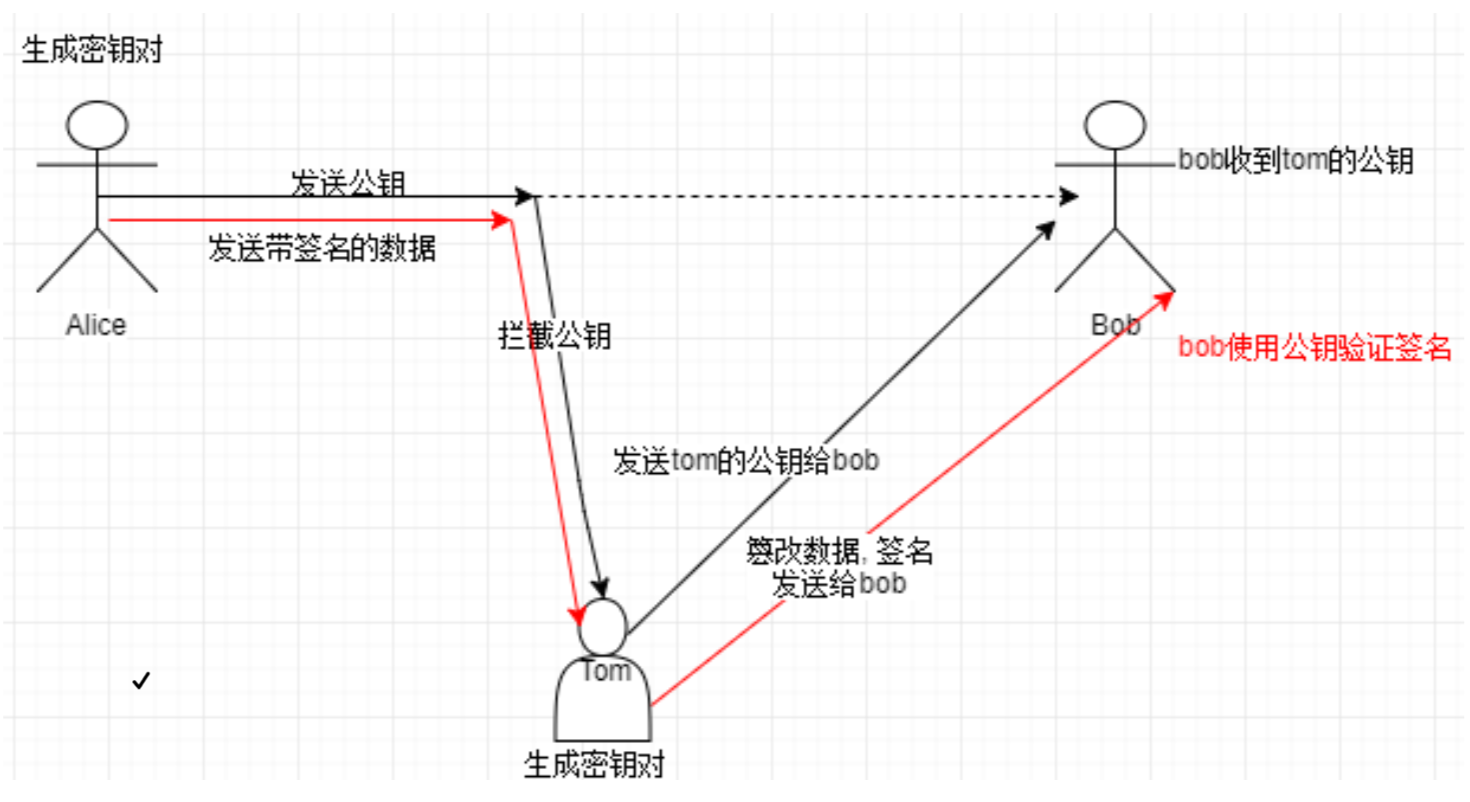 生成密钥对
发送公钥
bob收到tom的公钥
发送带签名的数据
Alice
拦截公钥
Bob
bob使用公钥验证签名
发送tom的公钥给bob
篡改数据, 签名
发送给bob
Tom
生成密钥对